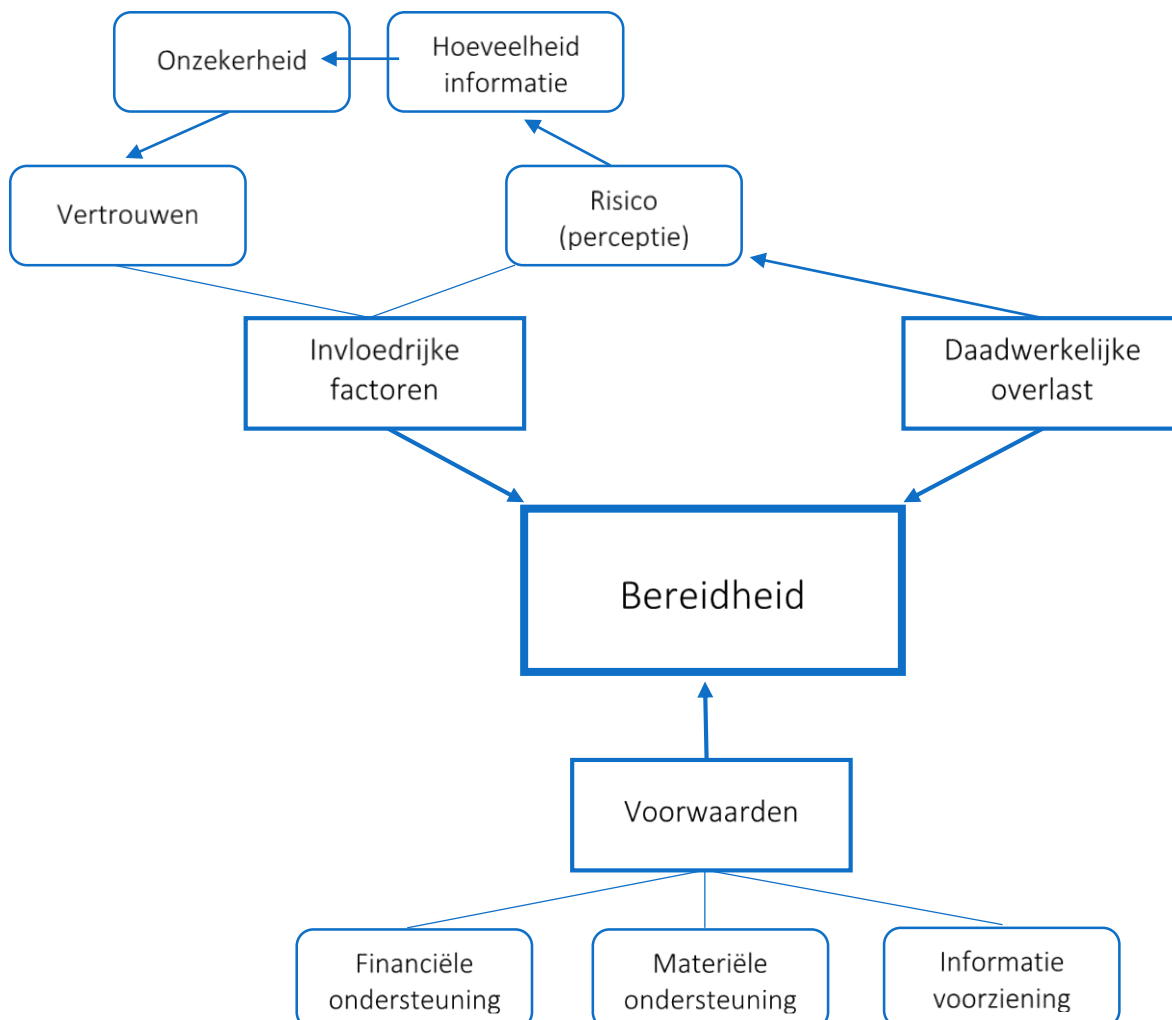 Onzekerheid
Hoeveelheid
informatie
Vertrouwen
Risico
(perceptie)
Invloedrijke
factoren
Daadwerkelijke
overlast
Bereidheid
Voorwaarden
Financiële
ondersteuning
Materiële
ondersteuning
Informatie
voorziening